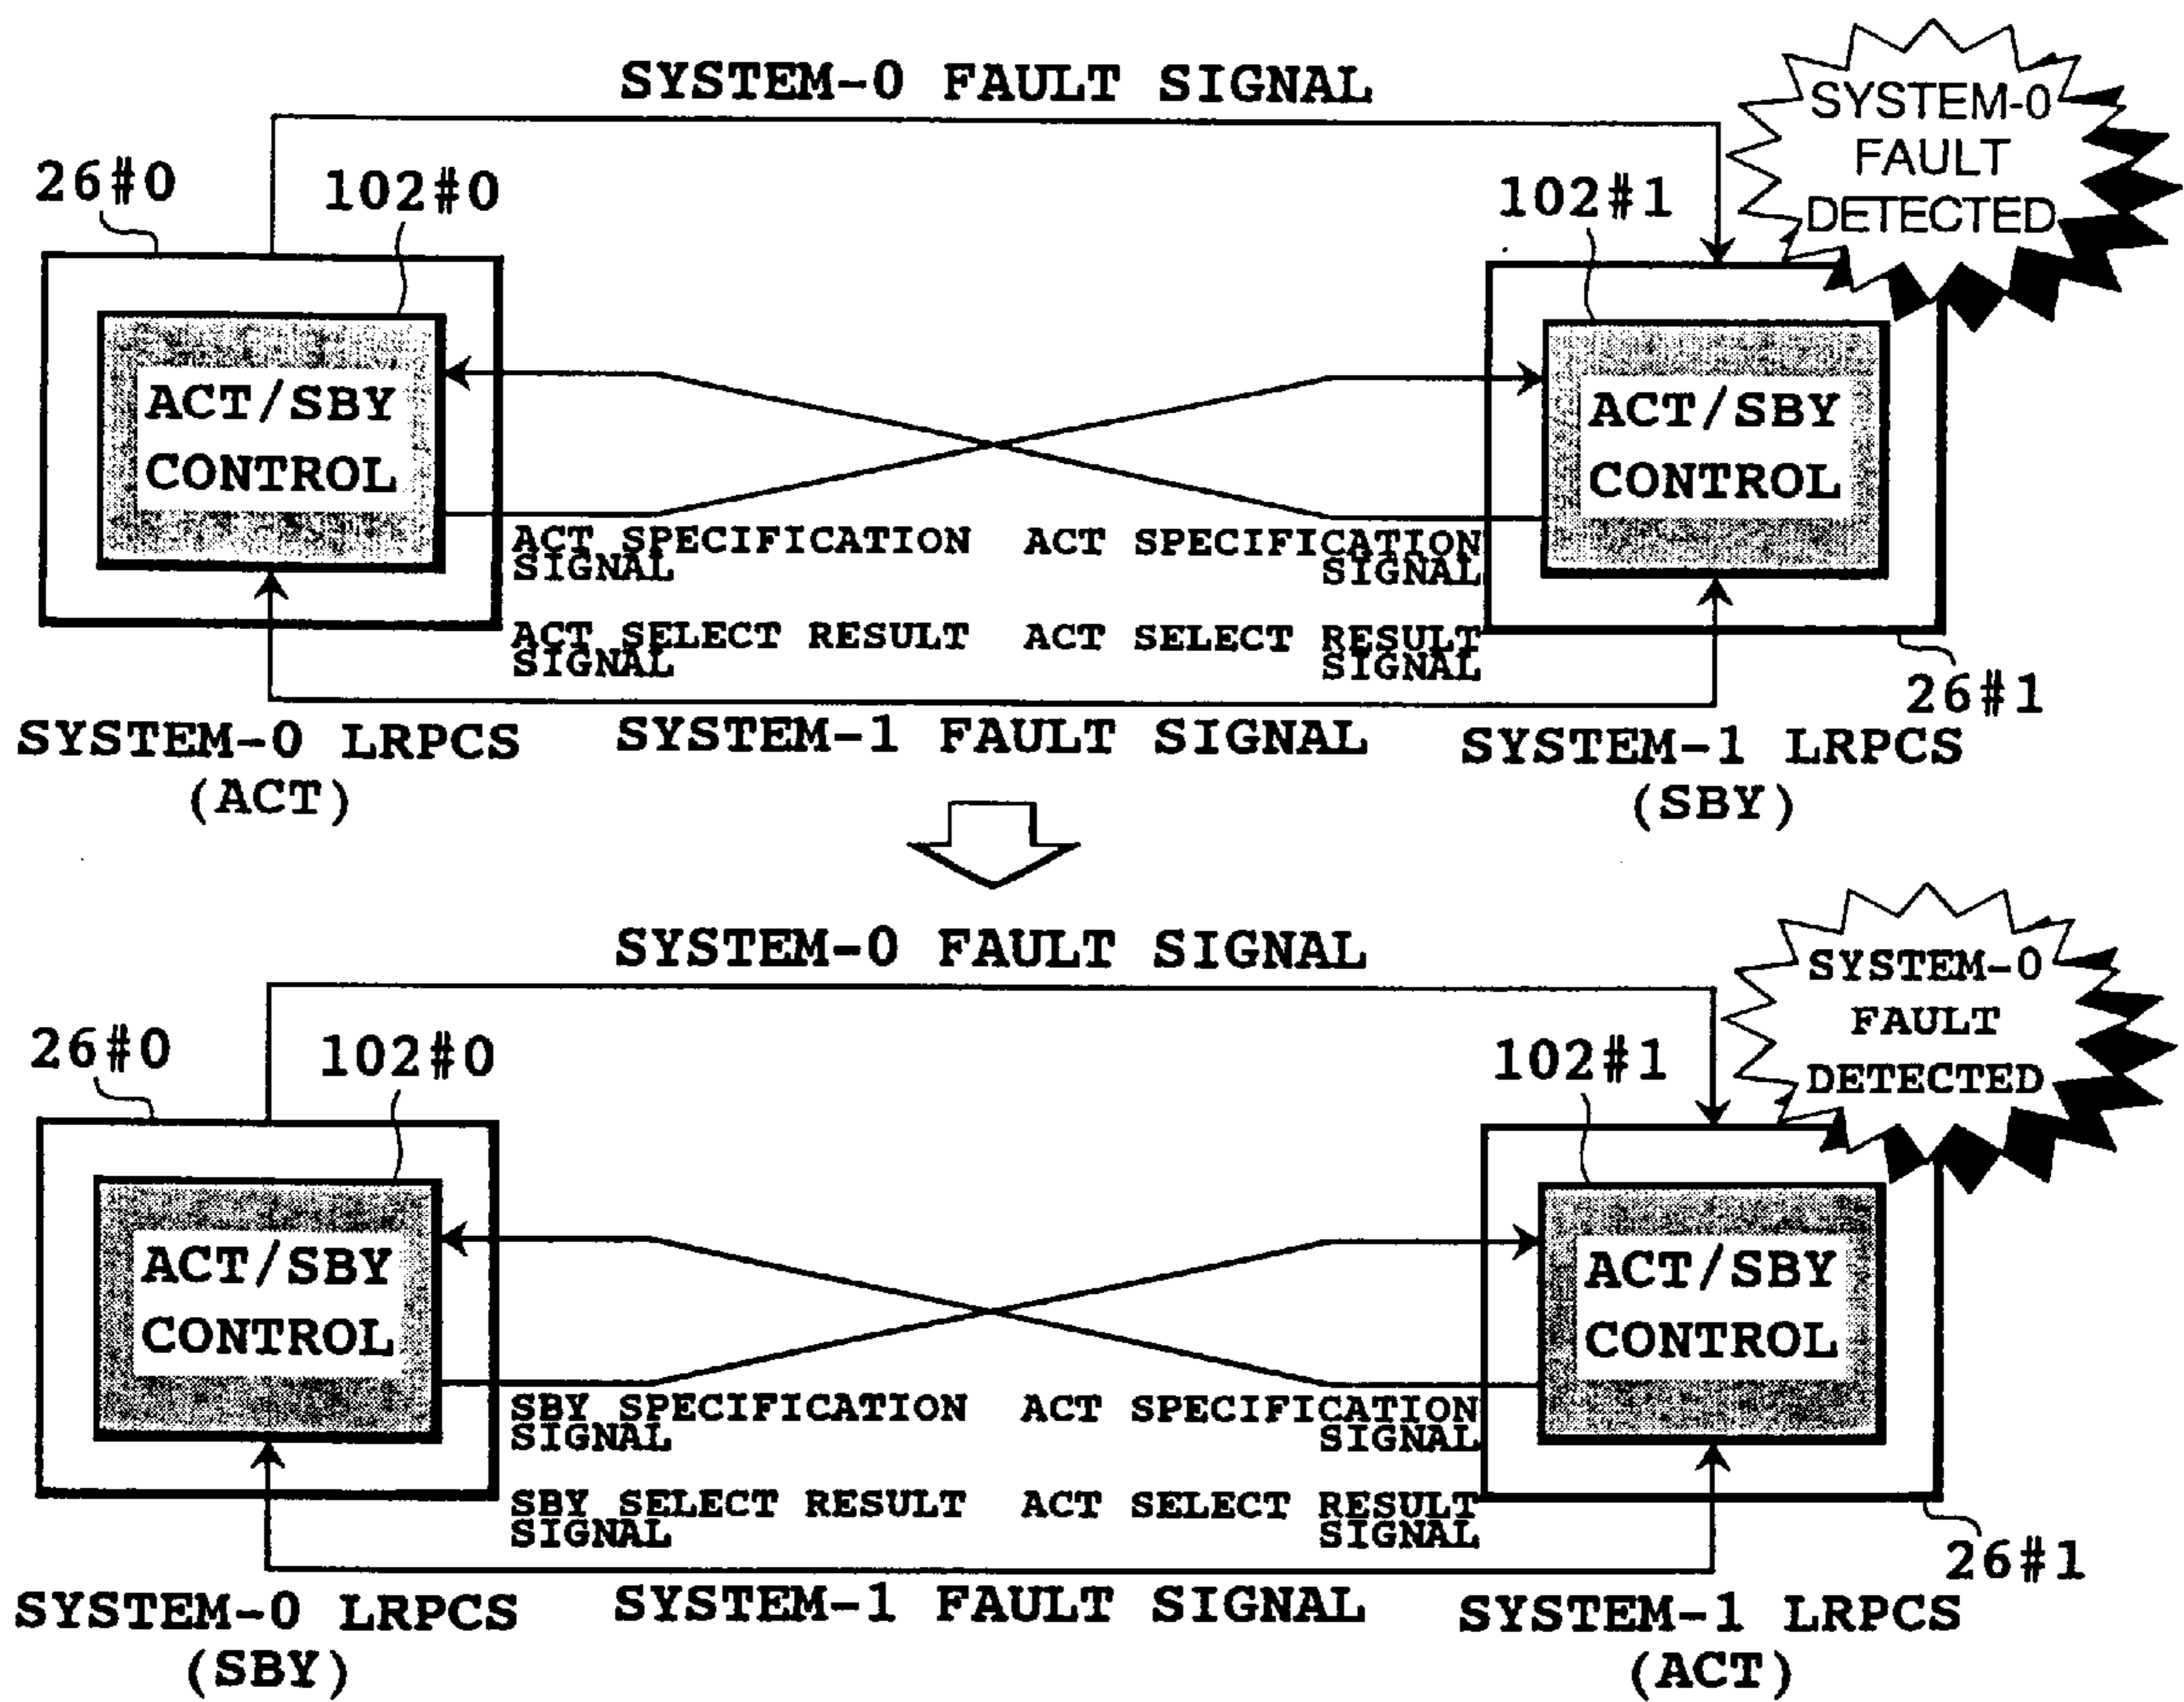 SYSTEM-0 FAULT SIGNAL
SYSTEM-0
FAULT
DETECTED
26#0
102#0
102#1
ACT/SBY
CONTROL
ACT/SBY
CONTROL
ACT SPECIFICATION
SIGNAL
ACT SPECIFICATION
SIGNAL
ACT SELECT RESULT
SIGNAL
ACT SELECT RESULT
SIGNAL
26#1
SYSTEM-0 LRPCS
(ACT)
SYSTEM-1 FAULT SIGNAL
SYSTEM-1 LRPCS
(SBY)
SYSTEM-0 FAULT SIGNAL
SYSTEM-0
FAULT
DETECTED
26#0
102#0
102#1
ACT/SBY
CONTROL
ACT/SBY
CONTROL
SBY SPECIFICATION
SIGNAL
ACT SPECIFICATION
SIGNAL
SBY SELECT RESULT
SIGNAL
ACT SELECT RESULT
SIGNAL
26#1
SYSTEM-0 LRPCS
(SBY)
SYSTEM-1 FAULT SIGNAL
SYSTEM-1 LRPCS
(ACT)